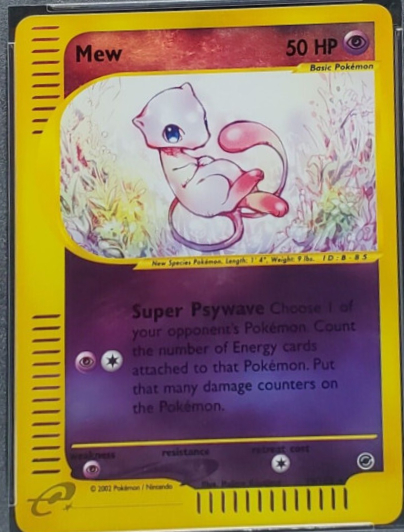 Mew 50 HP
Basic Pokémon
New Species Pokémon, Length: 1' 4", Weight: 9 lbs. ID: B-85
Super Psywave Choose 1 of
your opponent's Pokémon. Count
the number of Energy cards
attached to that Pokémon. Put
that many damage counters on
the Pokémon.
weakness resistance retreat cost
© 2002 Pokémon / Nintendo